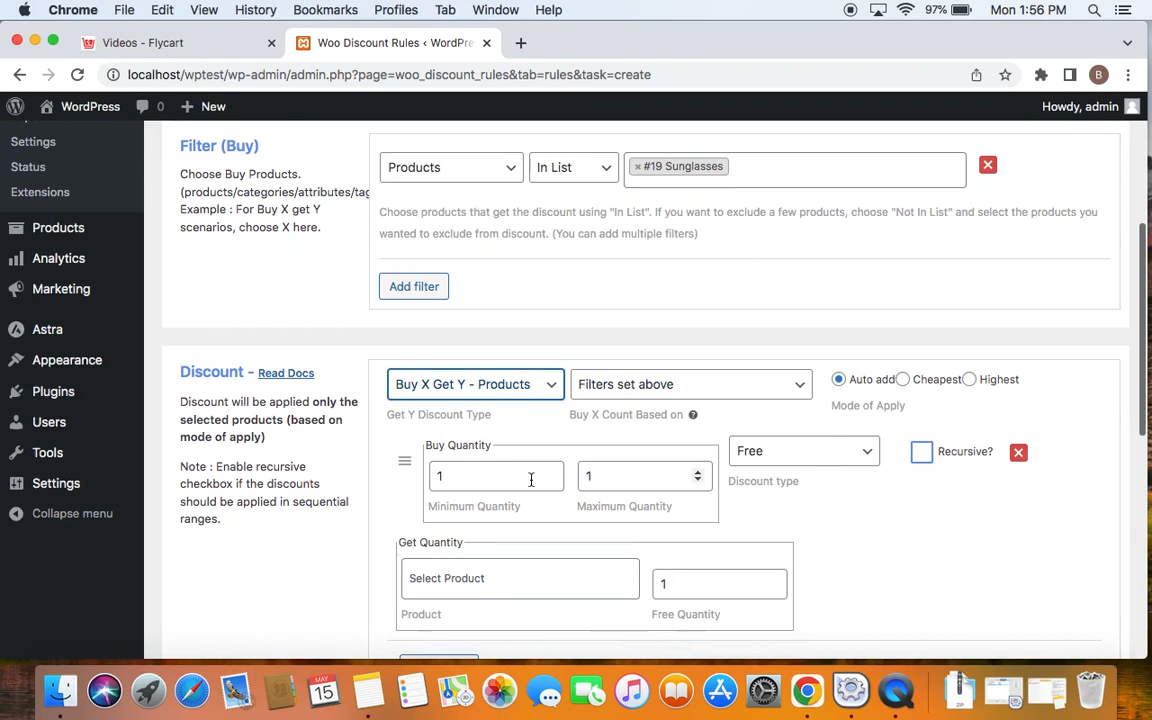 Chrome File Edit View History Bookmarks Profiles Tab Window Help 97% Mon 1:56 PM
Videos - Flycart × Woo Discount Rules ‹ WordPre × +
localhost/wptest/wp-admin/admin.php?page=woo_discount_rules&tab=rules&task=create B
WordPress 0 + New Howdy, admin
Settings
Status
Extensions
Products
Analytics
Marketing
Astra
Appearance
Plugins
Users
Tools
Settings
Collapse menu
Filter (Buy)
Choose Buy Products.
(products/categories/attributes/tag
Example : For Buy X get Y
scenarios, choose X here.
Products In List × #19 Sunglasses
Choose products that get the discount using "In List". If you want to exclude a few products, choose "Not In List" and select the products you
wanted to exclude from discount. (You can add multiple filters)
Add filter
Discount - Read Docs
Discount will be applied only the
selected products (based on
mode of apply)
Note : Enable recursive
checkbox if the discounts
should be applied in sequential
ranges.
Buy X Get Y - Products Filters set above Auto add Cheapest Highest
Get Y Discount Type Buy X Count Based on ? Mode of Apply
Buy Quantity
1 1 Free Recursive?
Minimum Quantity Maximum Quantity Discount type
Get Quantity
Select Product 1
Product Free Quantity
MAY
15
ZIP